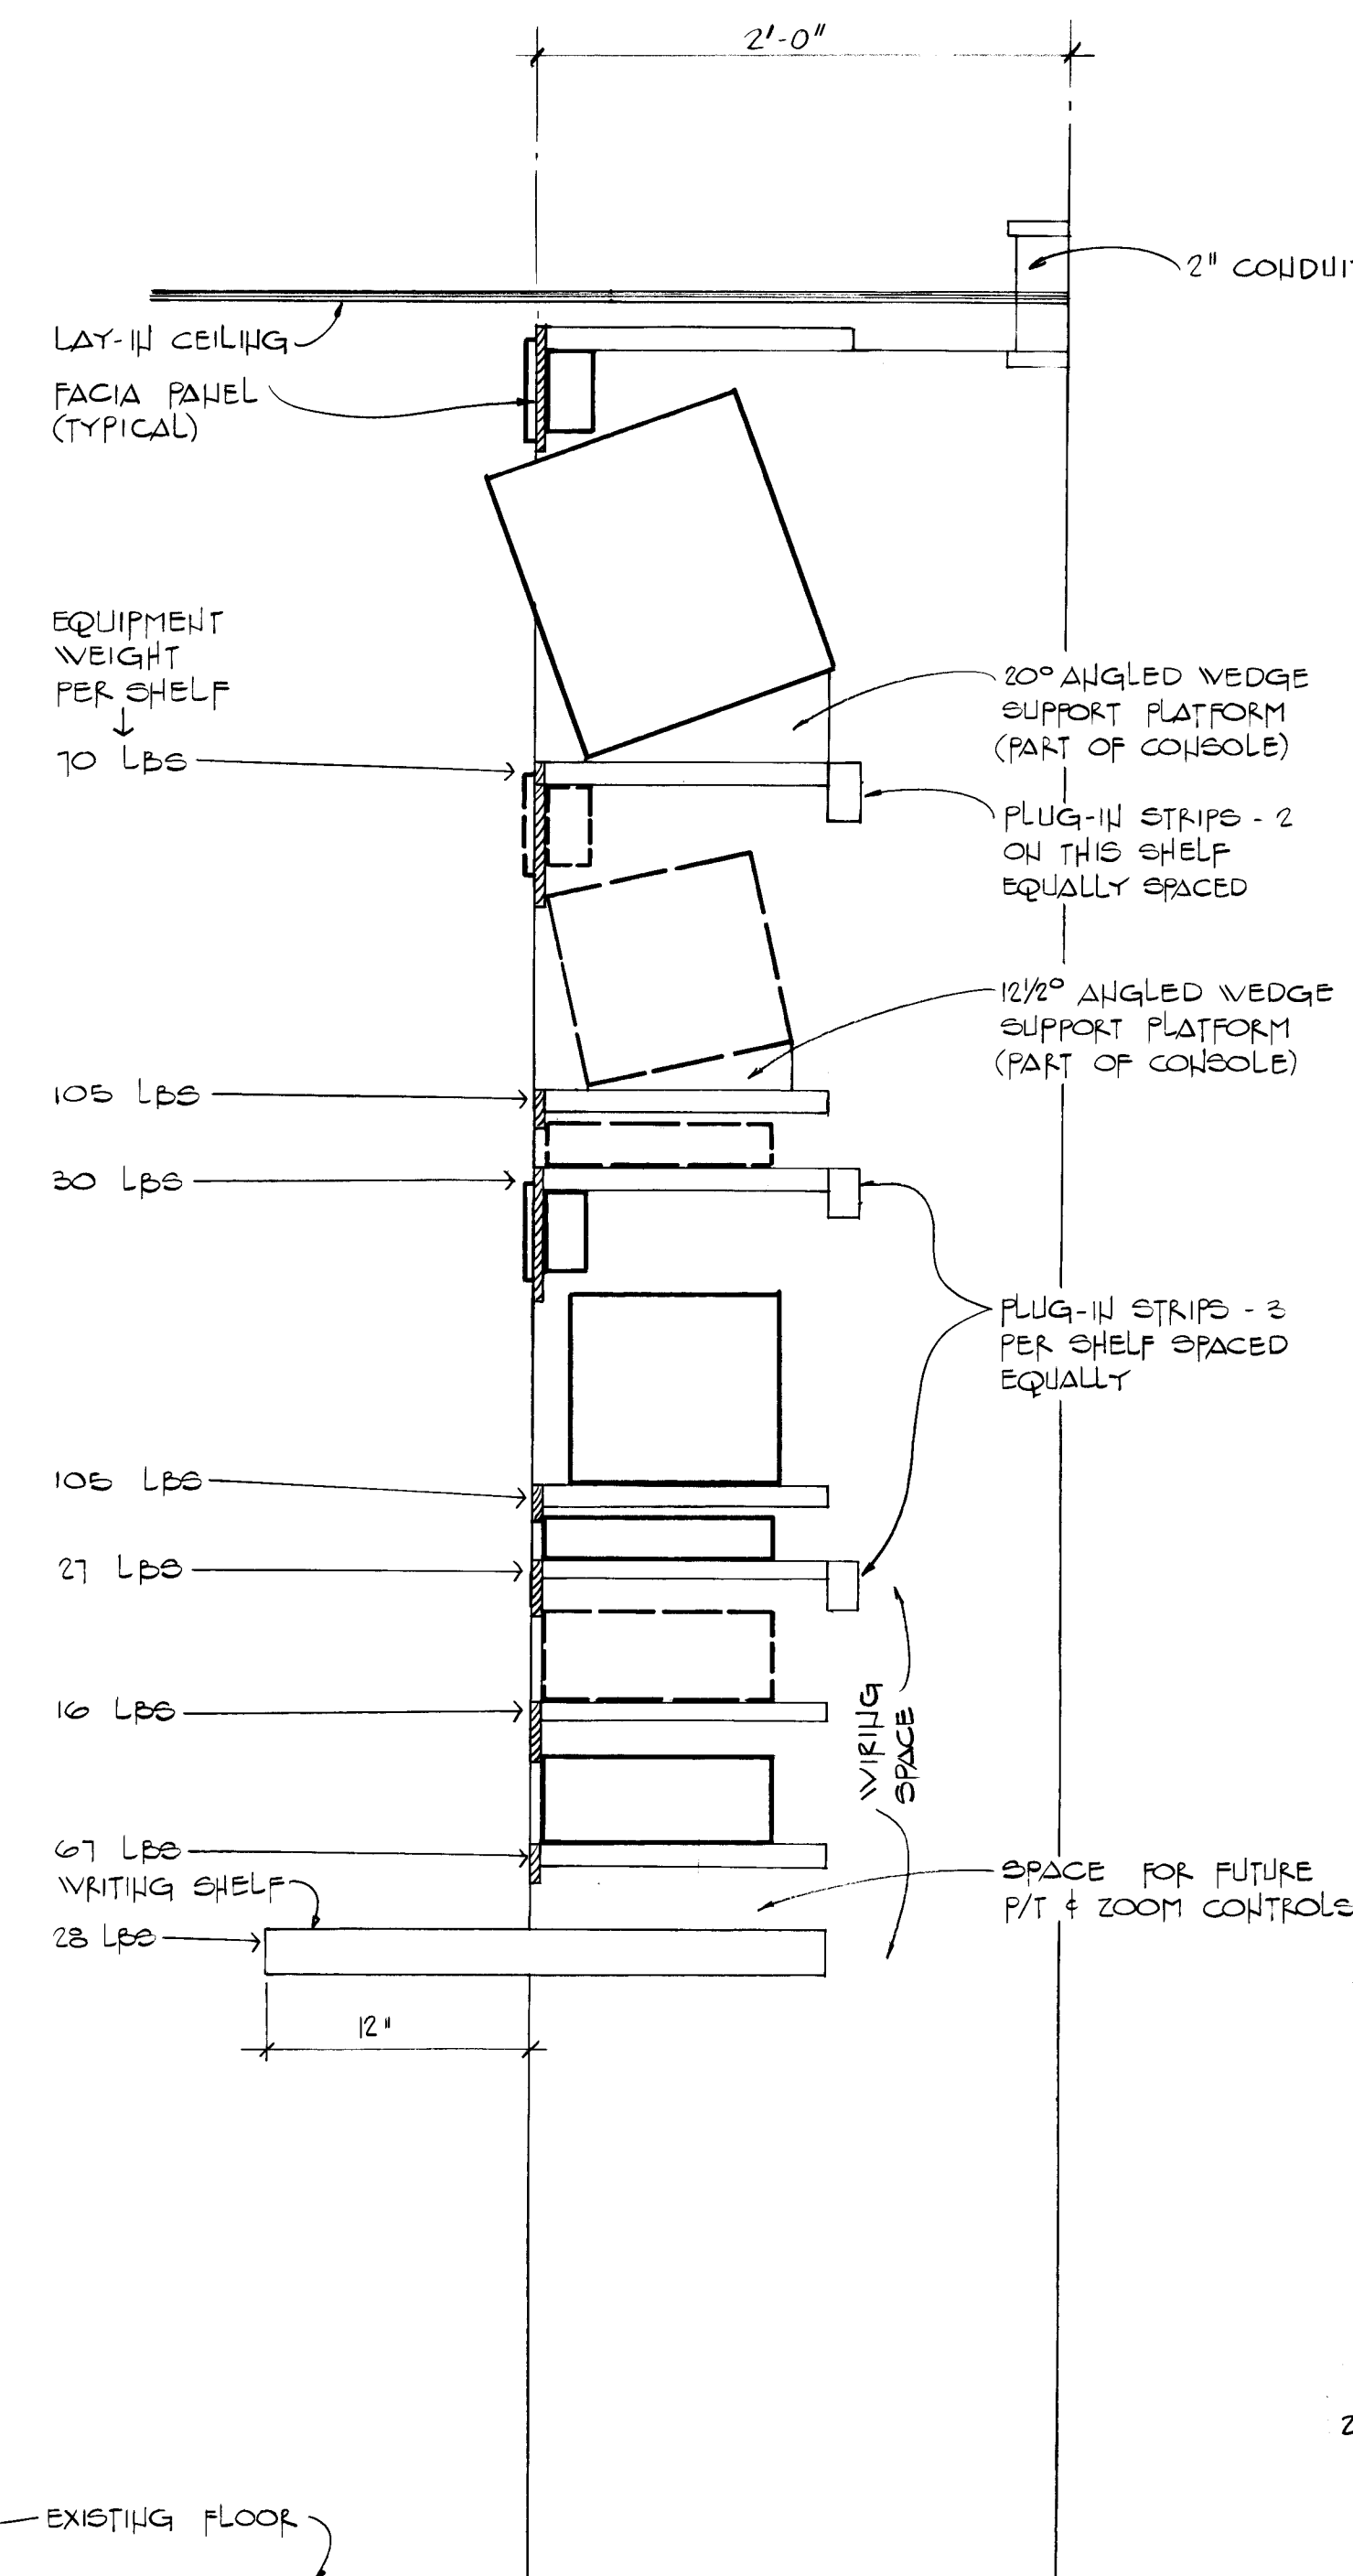 2'-0"
2" CONDUIT
LAY-IN CEILING
FACIA PANEL
(TYPICAL)
EQUIPMENT
WEIGHT
PER SHELF
70 LBS
20° ANGLED WEDGE
SUPPORT PLATFORM
(PART OF CONSOLE)
PLUG-IN STRIPS - 2
ON THIS SHELF
EQUALLY SPACED
12½° ANGLED WEDGE
SUPPORT PLATFORM
(PART OF CONSOLE)
105 LBS
30 LBS
PLUG-IN STRIPS - 3
PER SHELF SPACED
EQUALLY
105 LBS
27 LBS
16 LBS
WIRING
SPACE
67 LBS
WRITING SHELF
28 LBS
SPACE FOR FUTURE
P/T & ZOOM CONTROLS
12"
2
EXISTING FLOOR